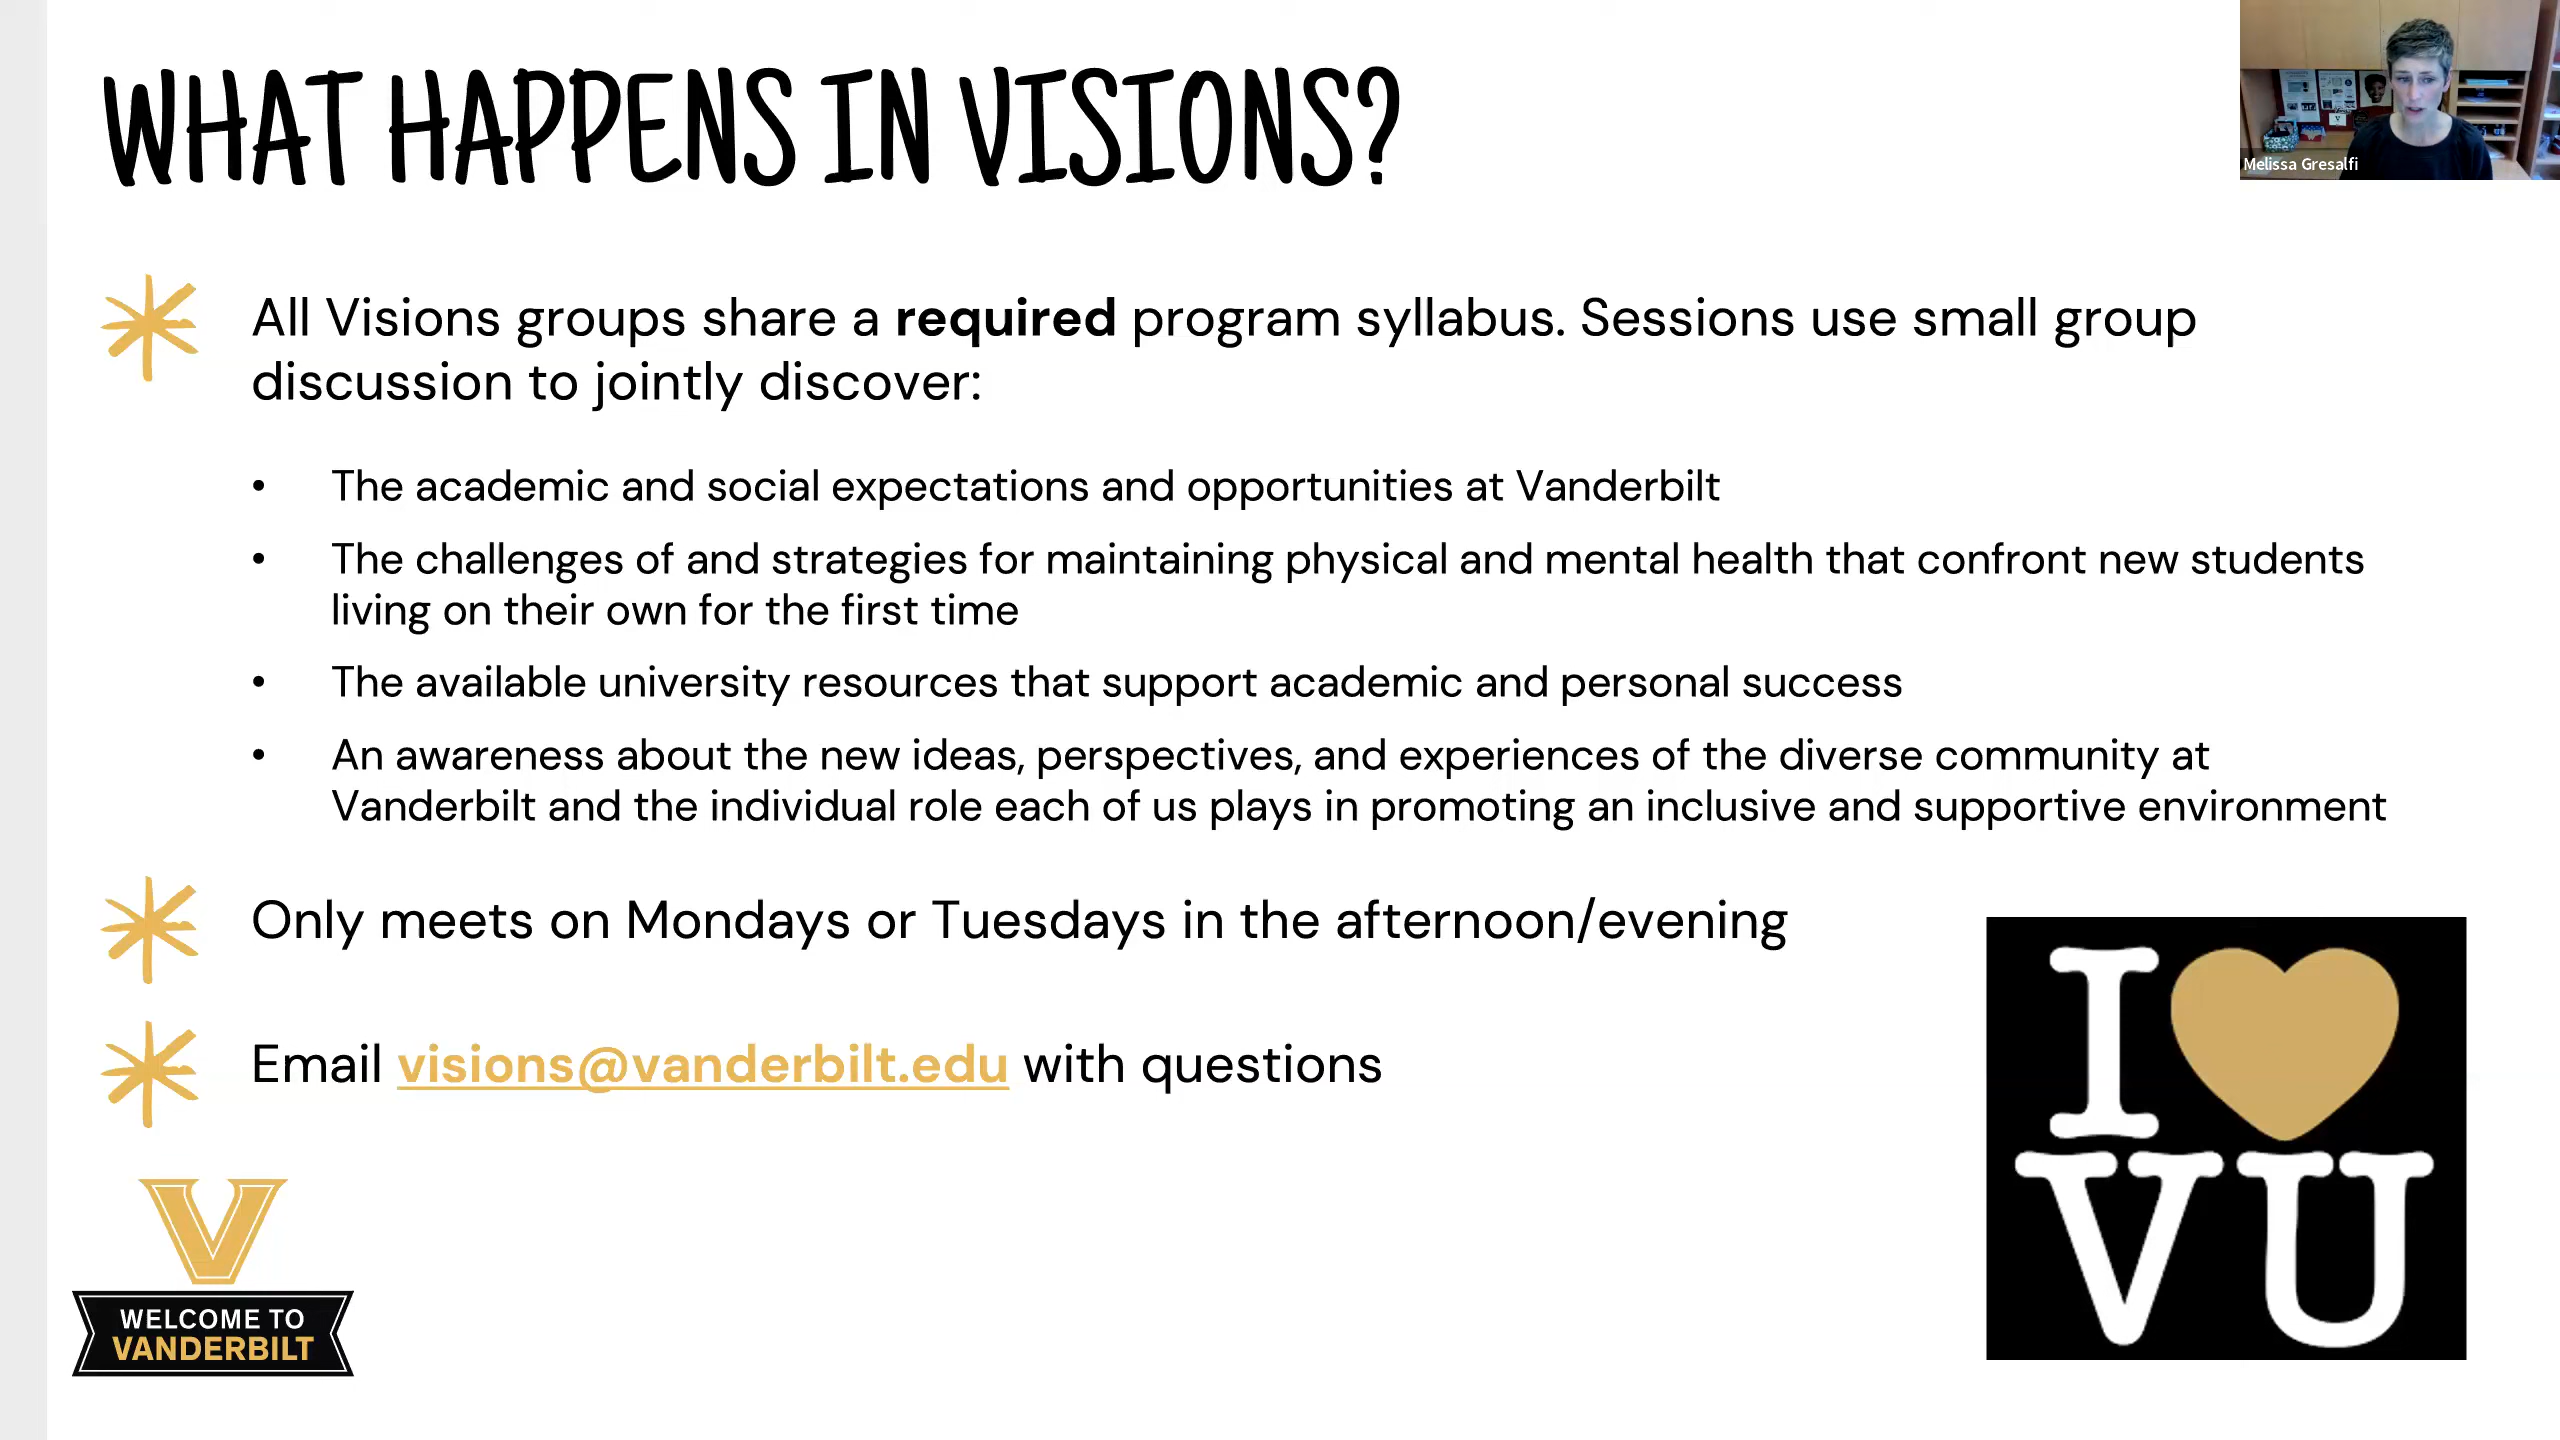 WHAT HAPPENS IN VISIONS?
Melissa Gresalfi
All Visions groups share a required program syllabus. Sessions use small group
discussion to jointly discover:
• The academic and social expectations and opportunities at Vanderbilt
• The challenges of and strategies for maintaining physical and mental health that confront new students
living on their own for the first time
• The available university resources that support academic and personal success
• An awareness about the new ideas, perspectives, and experiences of the diverse community at
Vanderbilt and the individual role each of us plays in promoting an inclusive and supportive environment
Only meets on Mondays or Tuesdays in the afternoon/evening
Email visions@vanderbilt.edu with questions
I
VU
V
WELCOME TO
VANDERBILT